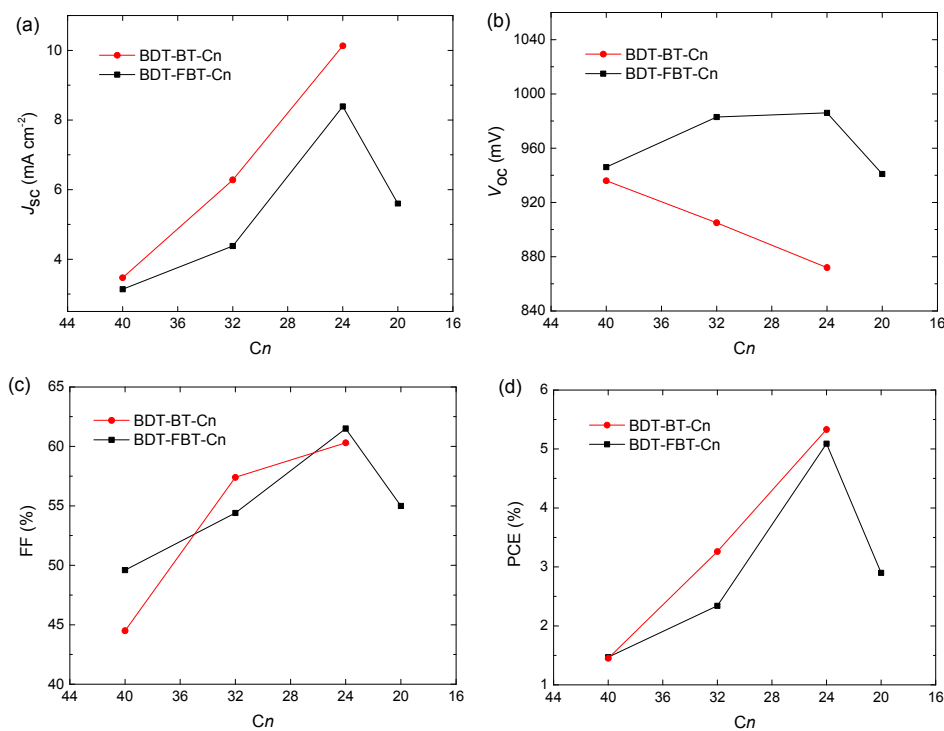 (a)
BDT-BT-Cn
BDT-FBT-Cn
Jsc (mA cm-2)
10
8
6
4
44 40 36 32 28 24 20 16
Cn
(b)
BDT-BT-Cn
BDT-FBT-Cn
Voc (mV)
1040
1000
960
920
880
840
44 40 36 32 28 24 20 16
Cn
(c)
BDT-BT-Cn
BDT-FBT-Cn
FF (%)
65
60
55
50
45
40
44 40 36 32 28 24 20 16
Cn
(d)
BDT-BT-Cn
BDT-FBT-Cn
PCE (%)
6
5
4
3
2
1
44 40 36 32 28 24 20 16
Cn